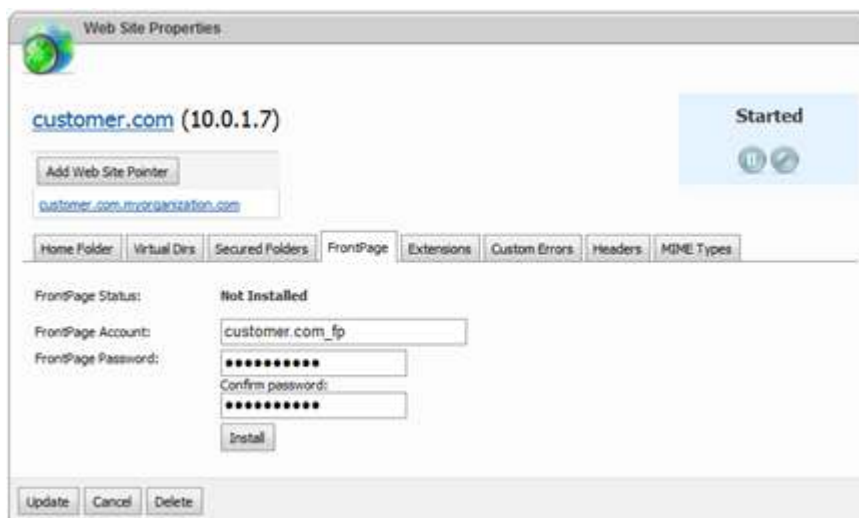 Web Site Properties
customer.com (10.0.1.7)
Started
Add Web Site Pointer
customer.com.myorganization.com
Home Folder Virtual Dirs Secured Folders FrontPage Extensions Custom Errors Headers MIME Types
FrontPage Status: Not Installed
FrontPage Account: customer.com_fp
FrontPage Password: ●●●●●●●●●●
Confirm password:
●●●●●●●●●●
Install
Update Cancel Delete